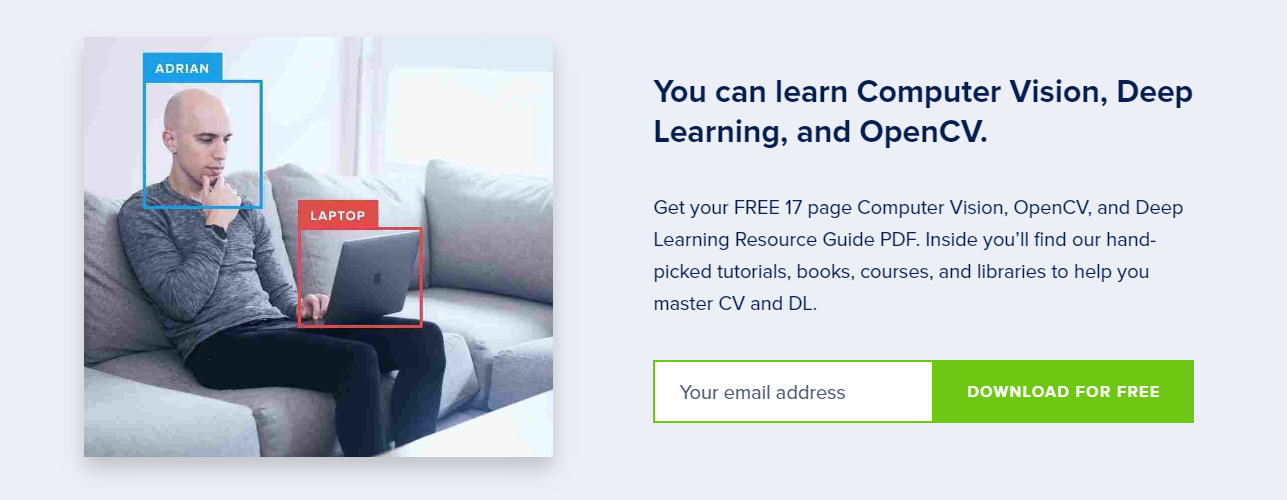 ADRIAN
LAPTOP
You can learn Computer Vision, Deep
Learning, and OpenCV.
Get your FREE 17 page Computer Vision, OpenCV, and Deep
Learning Resource Guide PDF. Inside you'll find our hand-
picked tutorials, books, courses, and libraries to help you
master CV and DL.
Your email address
DOWNLOAD FOR FREE